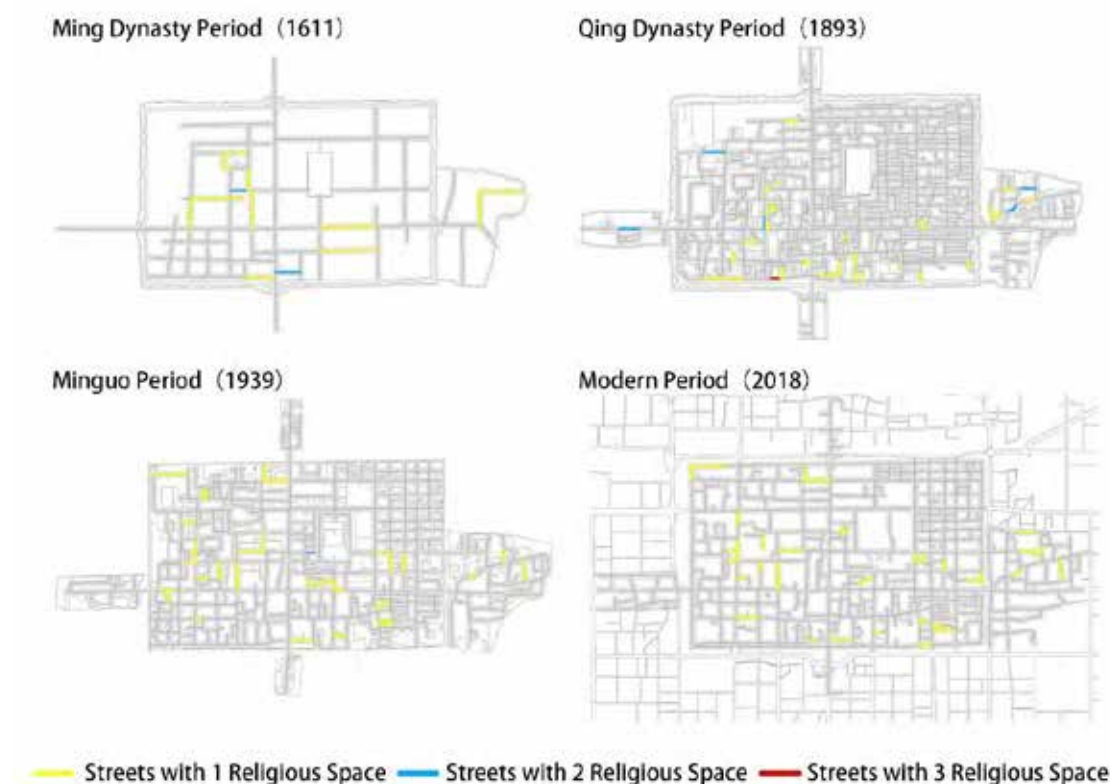 Ming Dynasty Period（1611）
Qing Dynasty Period（1893）
Minguo Period（1939）
Modern Period（2018）
Streets with 1 Religious Space
Streets with 2 Religious Space
Streets with 3 Religious Space